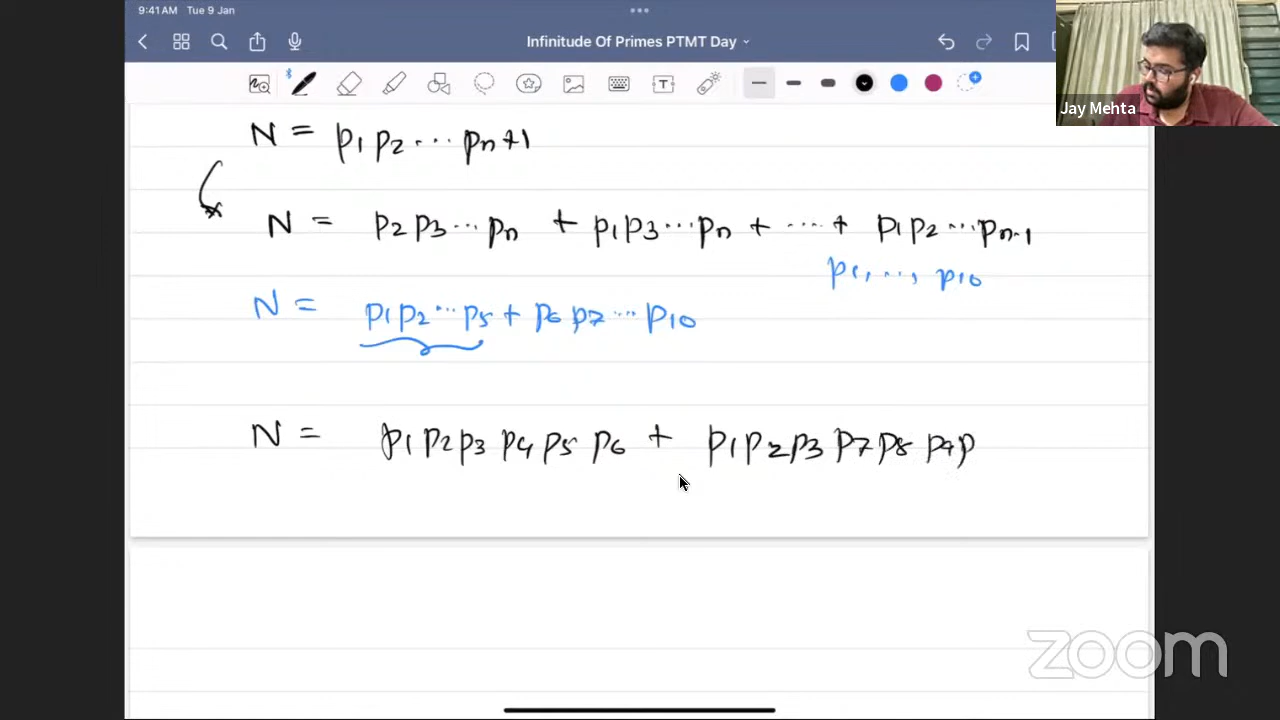 9:41 AM Tue 9 Jan
Infinitude Of Primes PTMT Day
Jay Mehta
N = p1 p2 ... pn + 1
N = p2 p3 ... pn + p1 p3 ... pn + .... + p1 p2 ... pn-1
p1, ..., p10
N = p1 p2 ... p5 + p6 p7 ... p10
N = p1 p2 p3 p4 p5 p6 + p1 p2 p3 p7 p8 p9 p
zoom